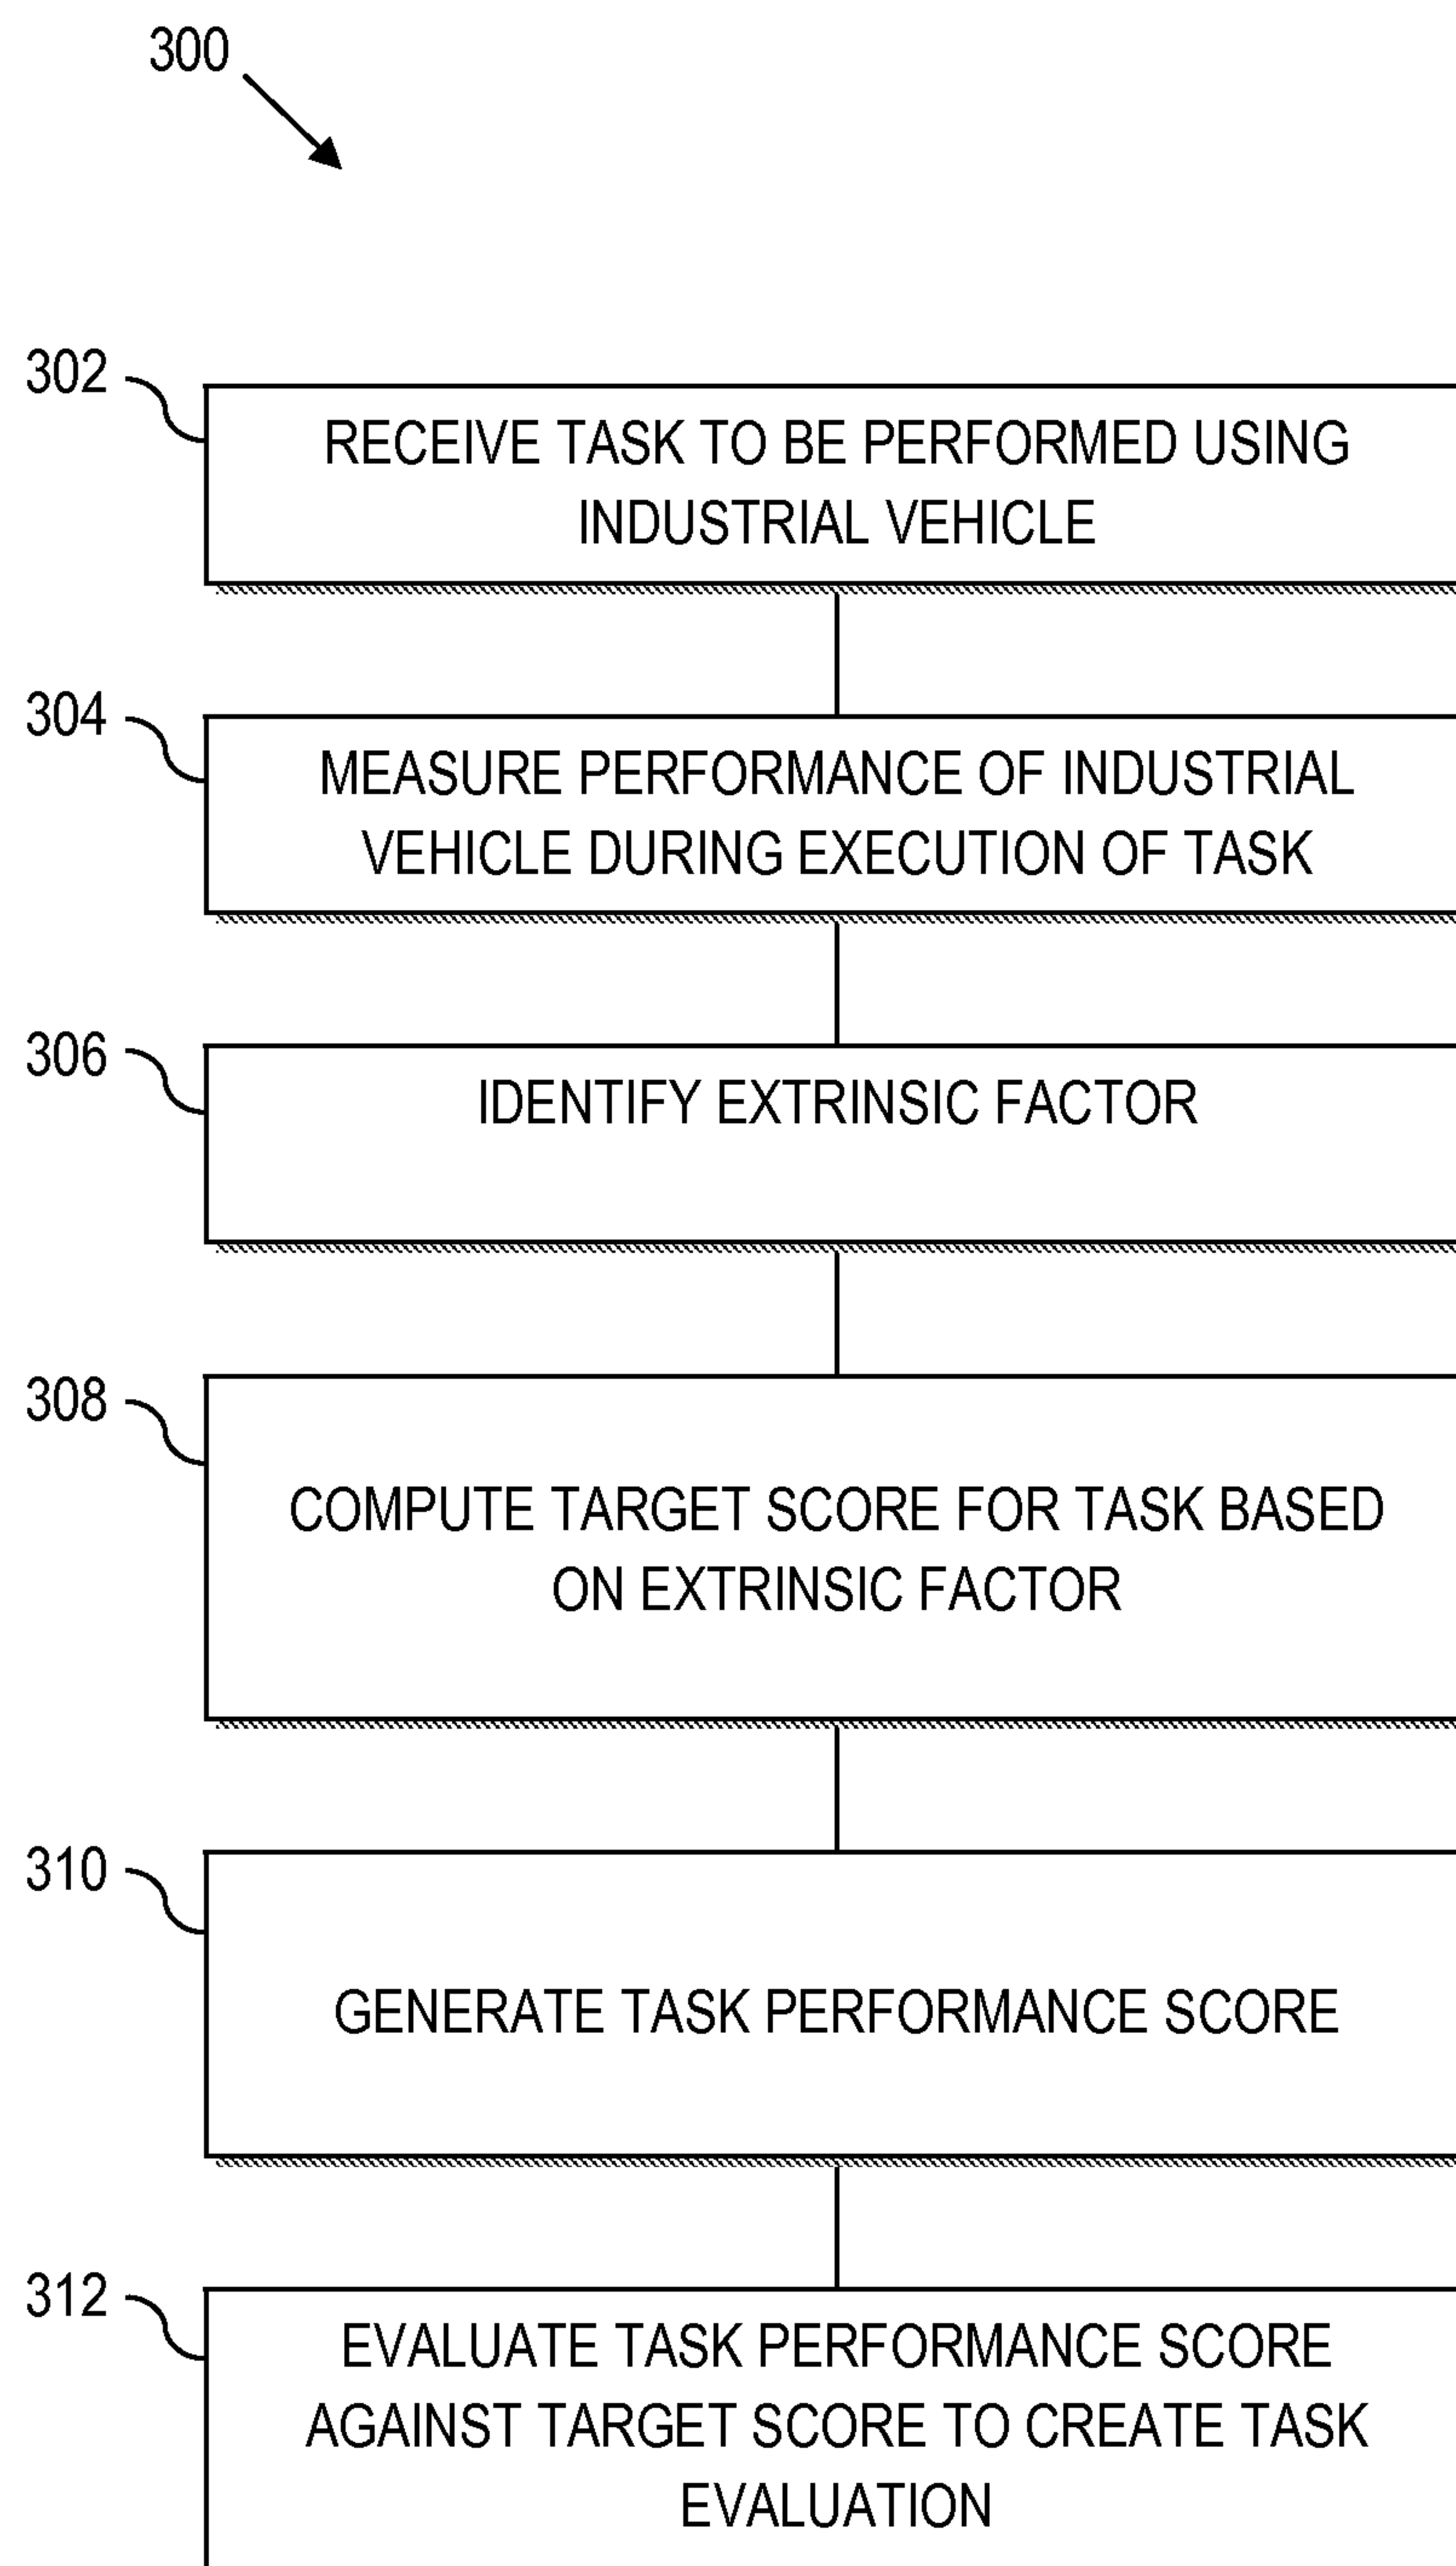 300
302
RECEIVE TASK TO BE PERFORMED USING
INDUSTRIAL VEHICLE
304
MEASURE PERFORMANCE OF INDUSTRIAL
VEHICLE DURING EXECUTION OF TASK
306
IDENTIFY EXTRINSIC FACTOR
308
COMPUTE TARGET SCORE FOR TASK BASED
ON EXTRINSIC FACTOR
310
GENERATE TASK PERFORMANCE SCORE
312
EVALUATE TASK PERFORMANCE SCORE
AGAINST TARGET SCORE TO CREATE TASK
EVALUATION